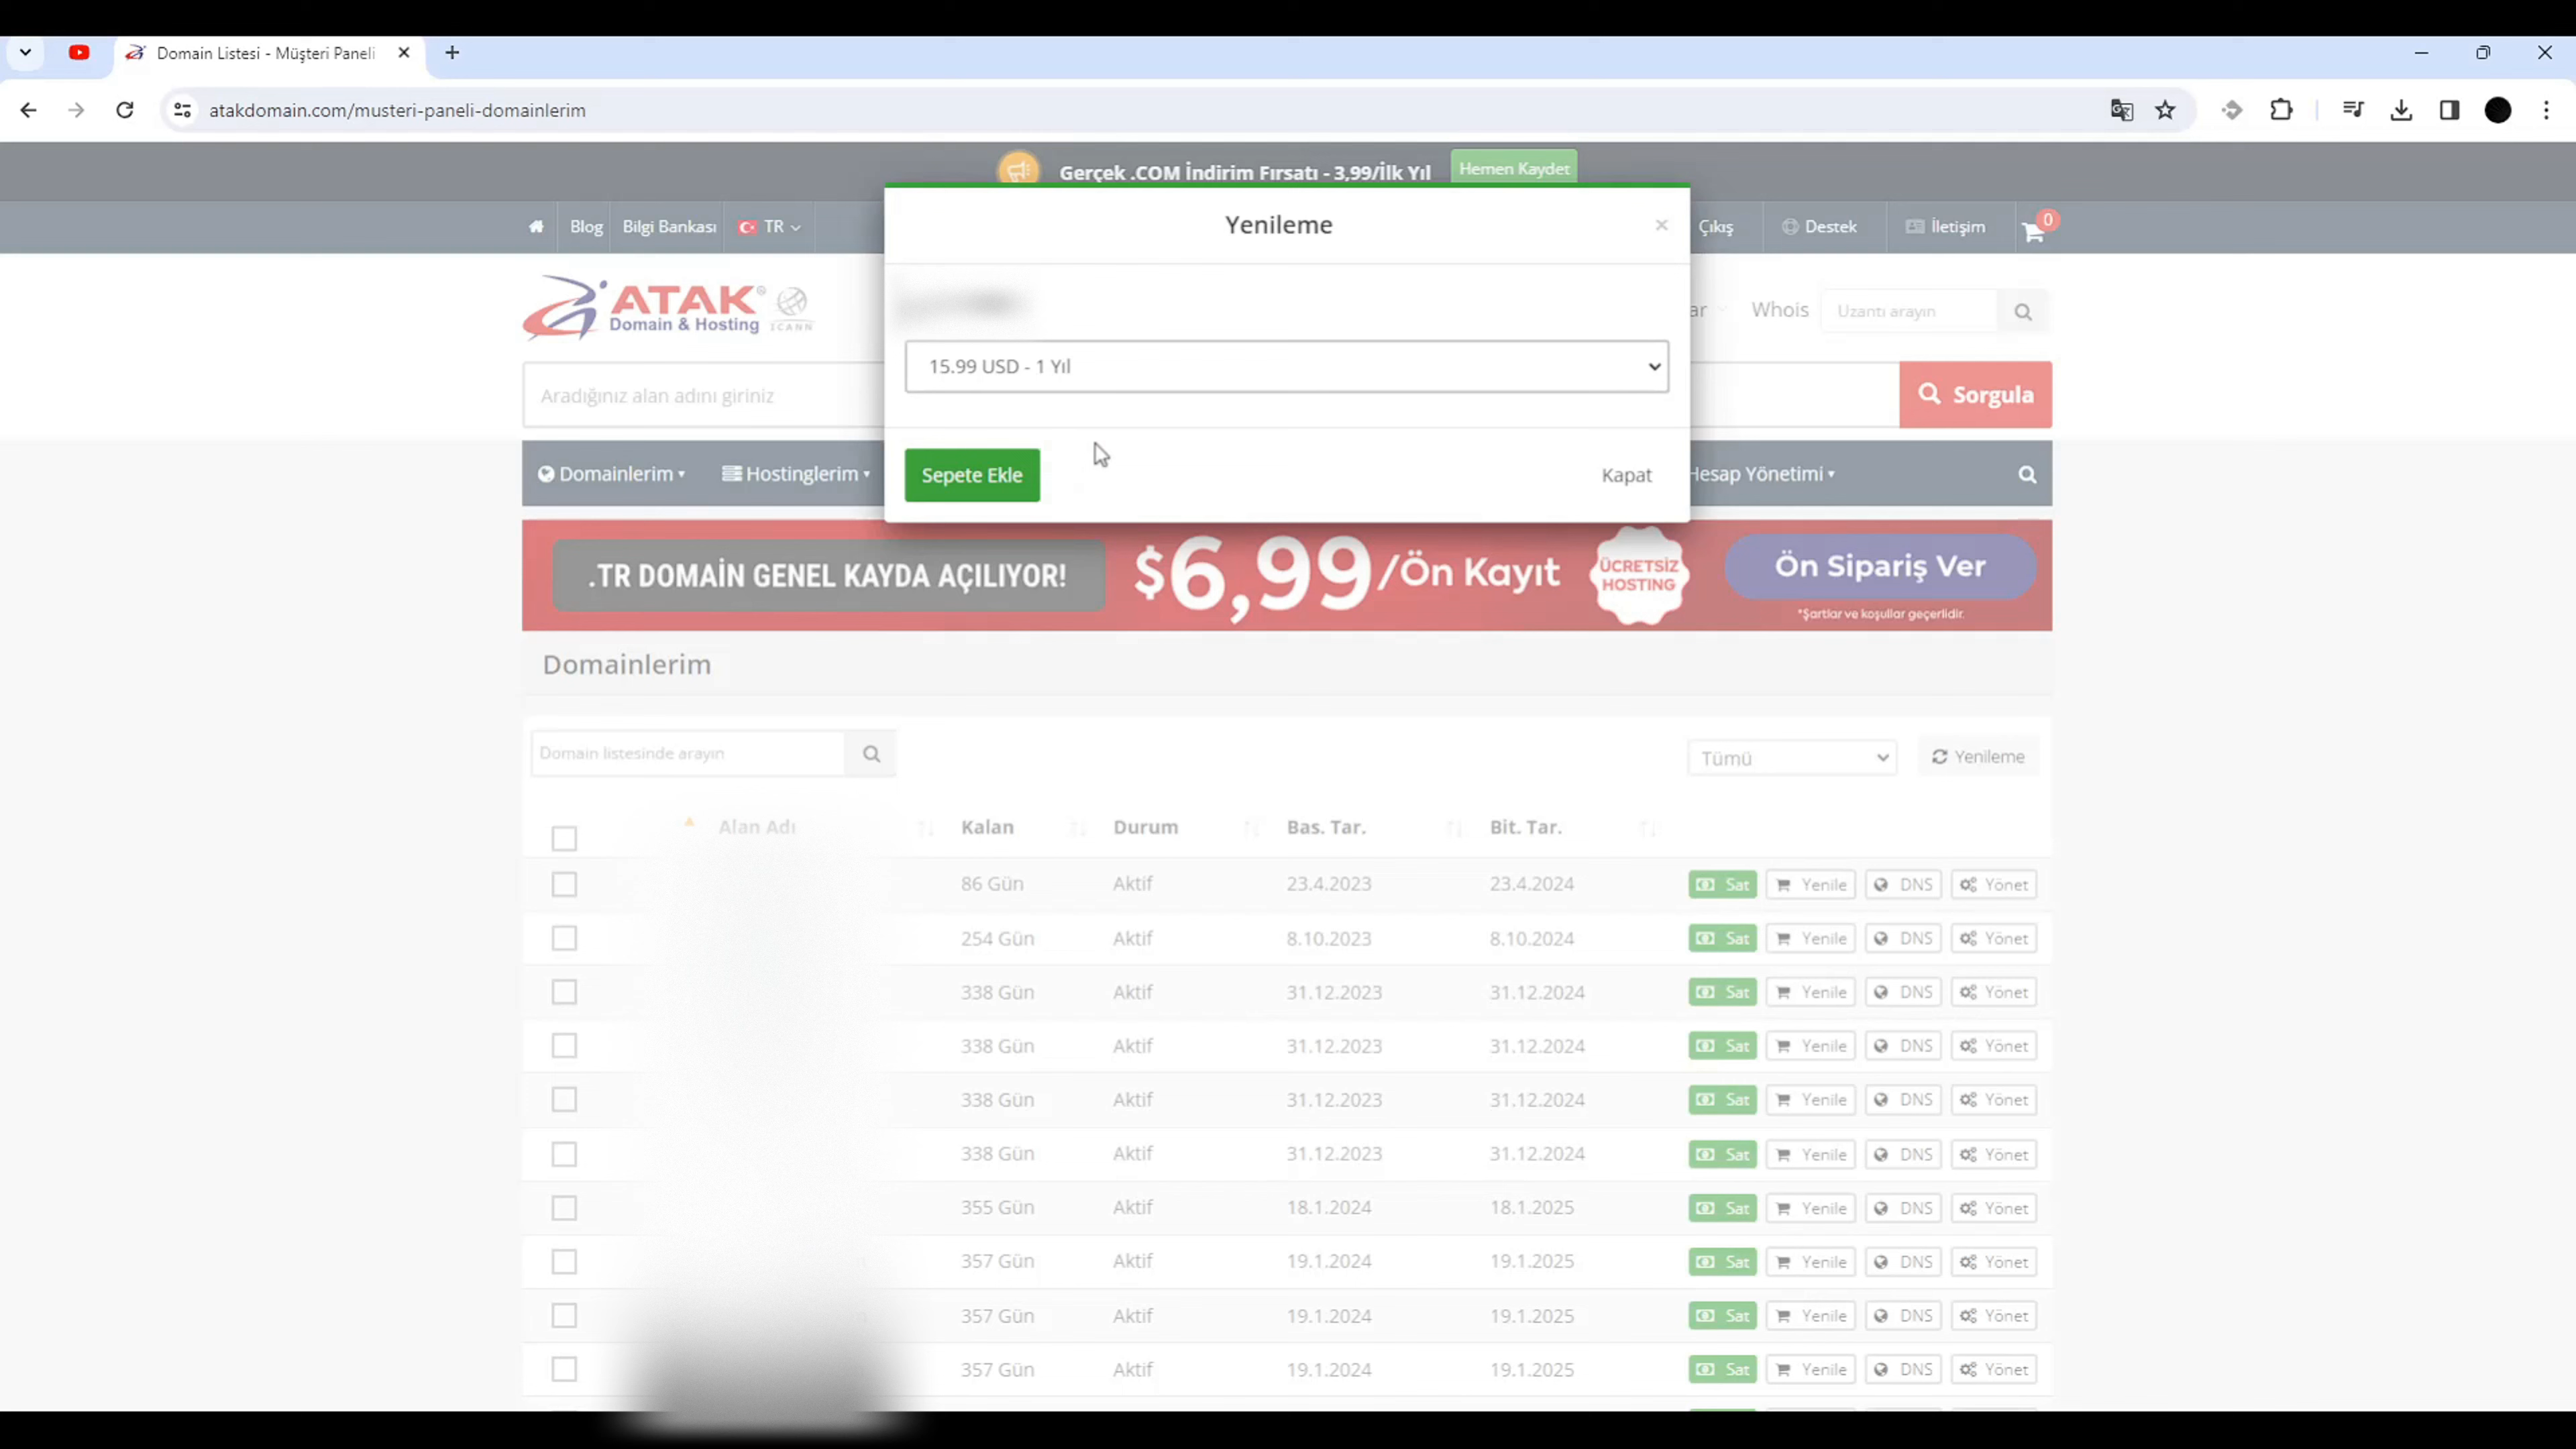 Domain Listesi - Müşteri Paneli
atakdomain.com/musteri-paneli-domainlerim
Gerçek .COM İndirim Fırsatı - 3,99/İlk Yıl
Hemen Kaydet
Blog
Bilgi Bankası
TR
Çıkış
Destek
İletişim
0
Yenileme
×
ATAK
Domain & Hosting
ICANN
ar
Whois
Uzantı arayın
15.99 USD - 1 Yıl
Aradığınız alan adını giriniz
Sorgula
Sepete Ekle
Kapat
Domainlerim
Hostinglerim
Hesap Yönetimi
.TR DOMAİN GENEL KAYDA AÇILIYOR!
$6,99/Ön Kayıt
ÜCRETSİZ
HOSTING
Ön Sipariş Ver
*Şartlar ve koşullar geçerlidir.
Domainlerim
Domain listesinde arayın
Tümü
Yenileme
Alan Adı Kalan Durum Bas. Tar. Bit. Tar.
86 Gün Aktif 23.4.2023 23.4.2024 Sat Yenile DNS Yönet
254 Gün Aktif 8.10.2023 8.10.2024 Sat Yenile DNS Yönet
338 Gün Aktif 31.12.2023 31.12.2024 Sat Yenile DNS Yönet
338 Gün Aktif 31.12.2023 31.12.2024 Sat Yenile DNS Yönet
338 Gün Aktif 31.12.2023 31.12.2024 Sat Yenile DNS Yönet
338 Gün Aktif 31.12.2023 31.12.2024 Sat Yenile DNS Yönet
355 Gün Aktif 18.1.2024 18.1.2025 Sat Yenile DNS Yönet
357 Gün Aktif 19.1.2024 19.1.2025 Sat Yenile DNS Yönet
357 Gün Aktif 19.1.2024 19.1.2025 Sat Yenile DNS Yönet
357 Gün Aktif 19.1.2024 19.1.2025 Sat Yenile DNS Yönet